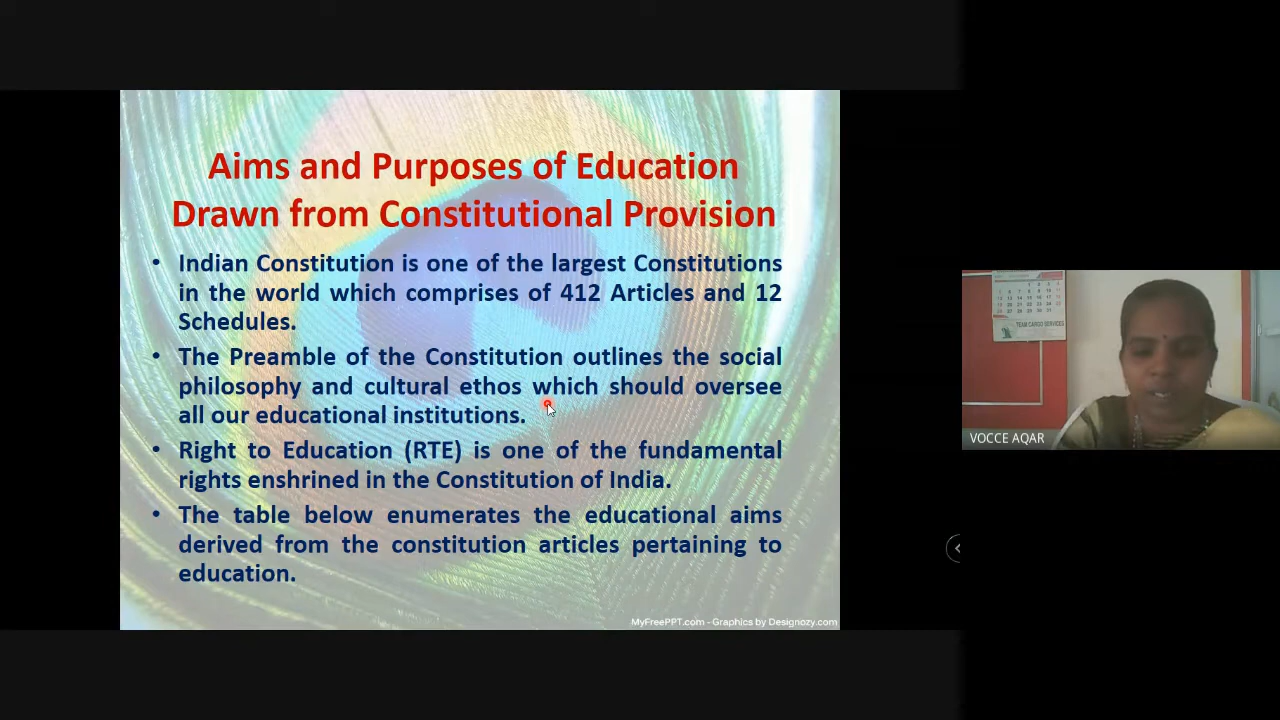 Aims and Purposes of Education
Drawn from Constitutional Provision
• Indian Constitution is one of the largest Constitutions
in the world which comprises of 412 Articles and 12
Schedules.
• The Preamble of the Constitution outlines the social
philosophy and cultural ethos which should oversee
all our educational institutions.
• Right to Education (RTE) is one of the fundamental
rights enshrined in the Constitution of India.
• The table below enumerates the educational aims
derived from the constitution articles pertaining to
education.
MyFreePPT.com - Graphics by Designozy.com
TEAM CARGO SERVICES
VOCCE AQAR